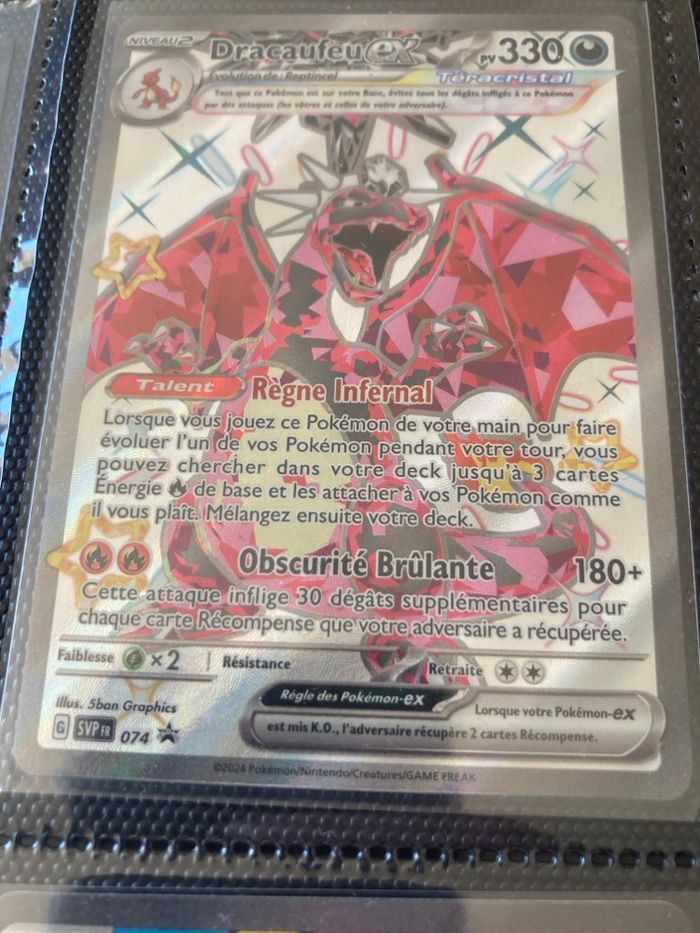 NIVEAU 2 Dracaufeu ex PV 330
Évolution de : Reptincel Téracristal
Tant que ce Pokémon est sur votre Banc, évitez tous les dégâts infligés à ce Pokémon
par des attaques (les vôtres et celles de votre adversaire).
Talent Règne Infernal
Lorsque vous jouez ce Pokémon de votre main pour faire
évoluer l'un de vos Pokémon pendant votre tour, vous
pouvez chercher dans votre deck jusqu'à 3 cartes
Énergie de base et les attacher à vos Pokémon comme
il vous plaît. Mélangez ensuite votre deck.
Obscurité Brûlante 180+
Cette attaque inflige 30 dégâts supplémentaires pour
chaque carte Récompense que votre adversaire a récupérée.
Faiblesse ×2 Résistance Retraite
Illus. 5ban Graphics
Règle des Pokémon-ex Lorsque votre Pokémon-ex
est mis K.O., l'adversaire récupère 2 cartes Récompense.
G SVP FR 074
©2024 Pokémon/Nintendo/Creatures/GAME FREAK